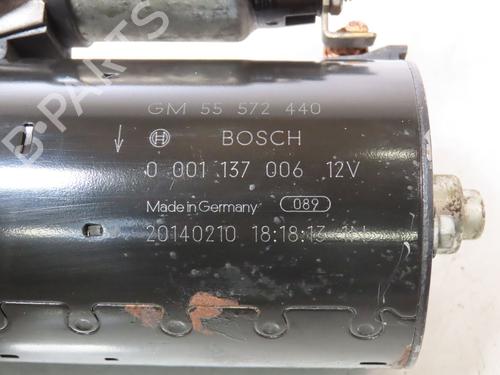 B-PARTS
GM 55 572 440
BOSCH
0 001 137 006 12V
Made in Germany 089
20140210 18:18:13